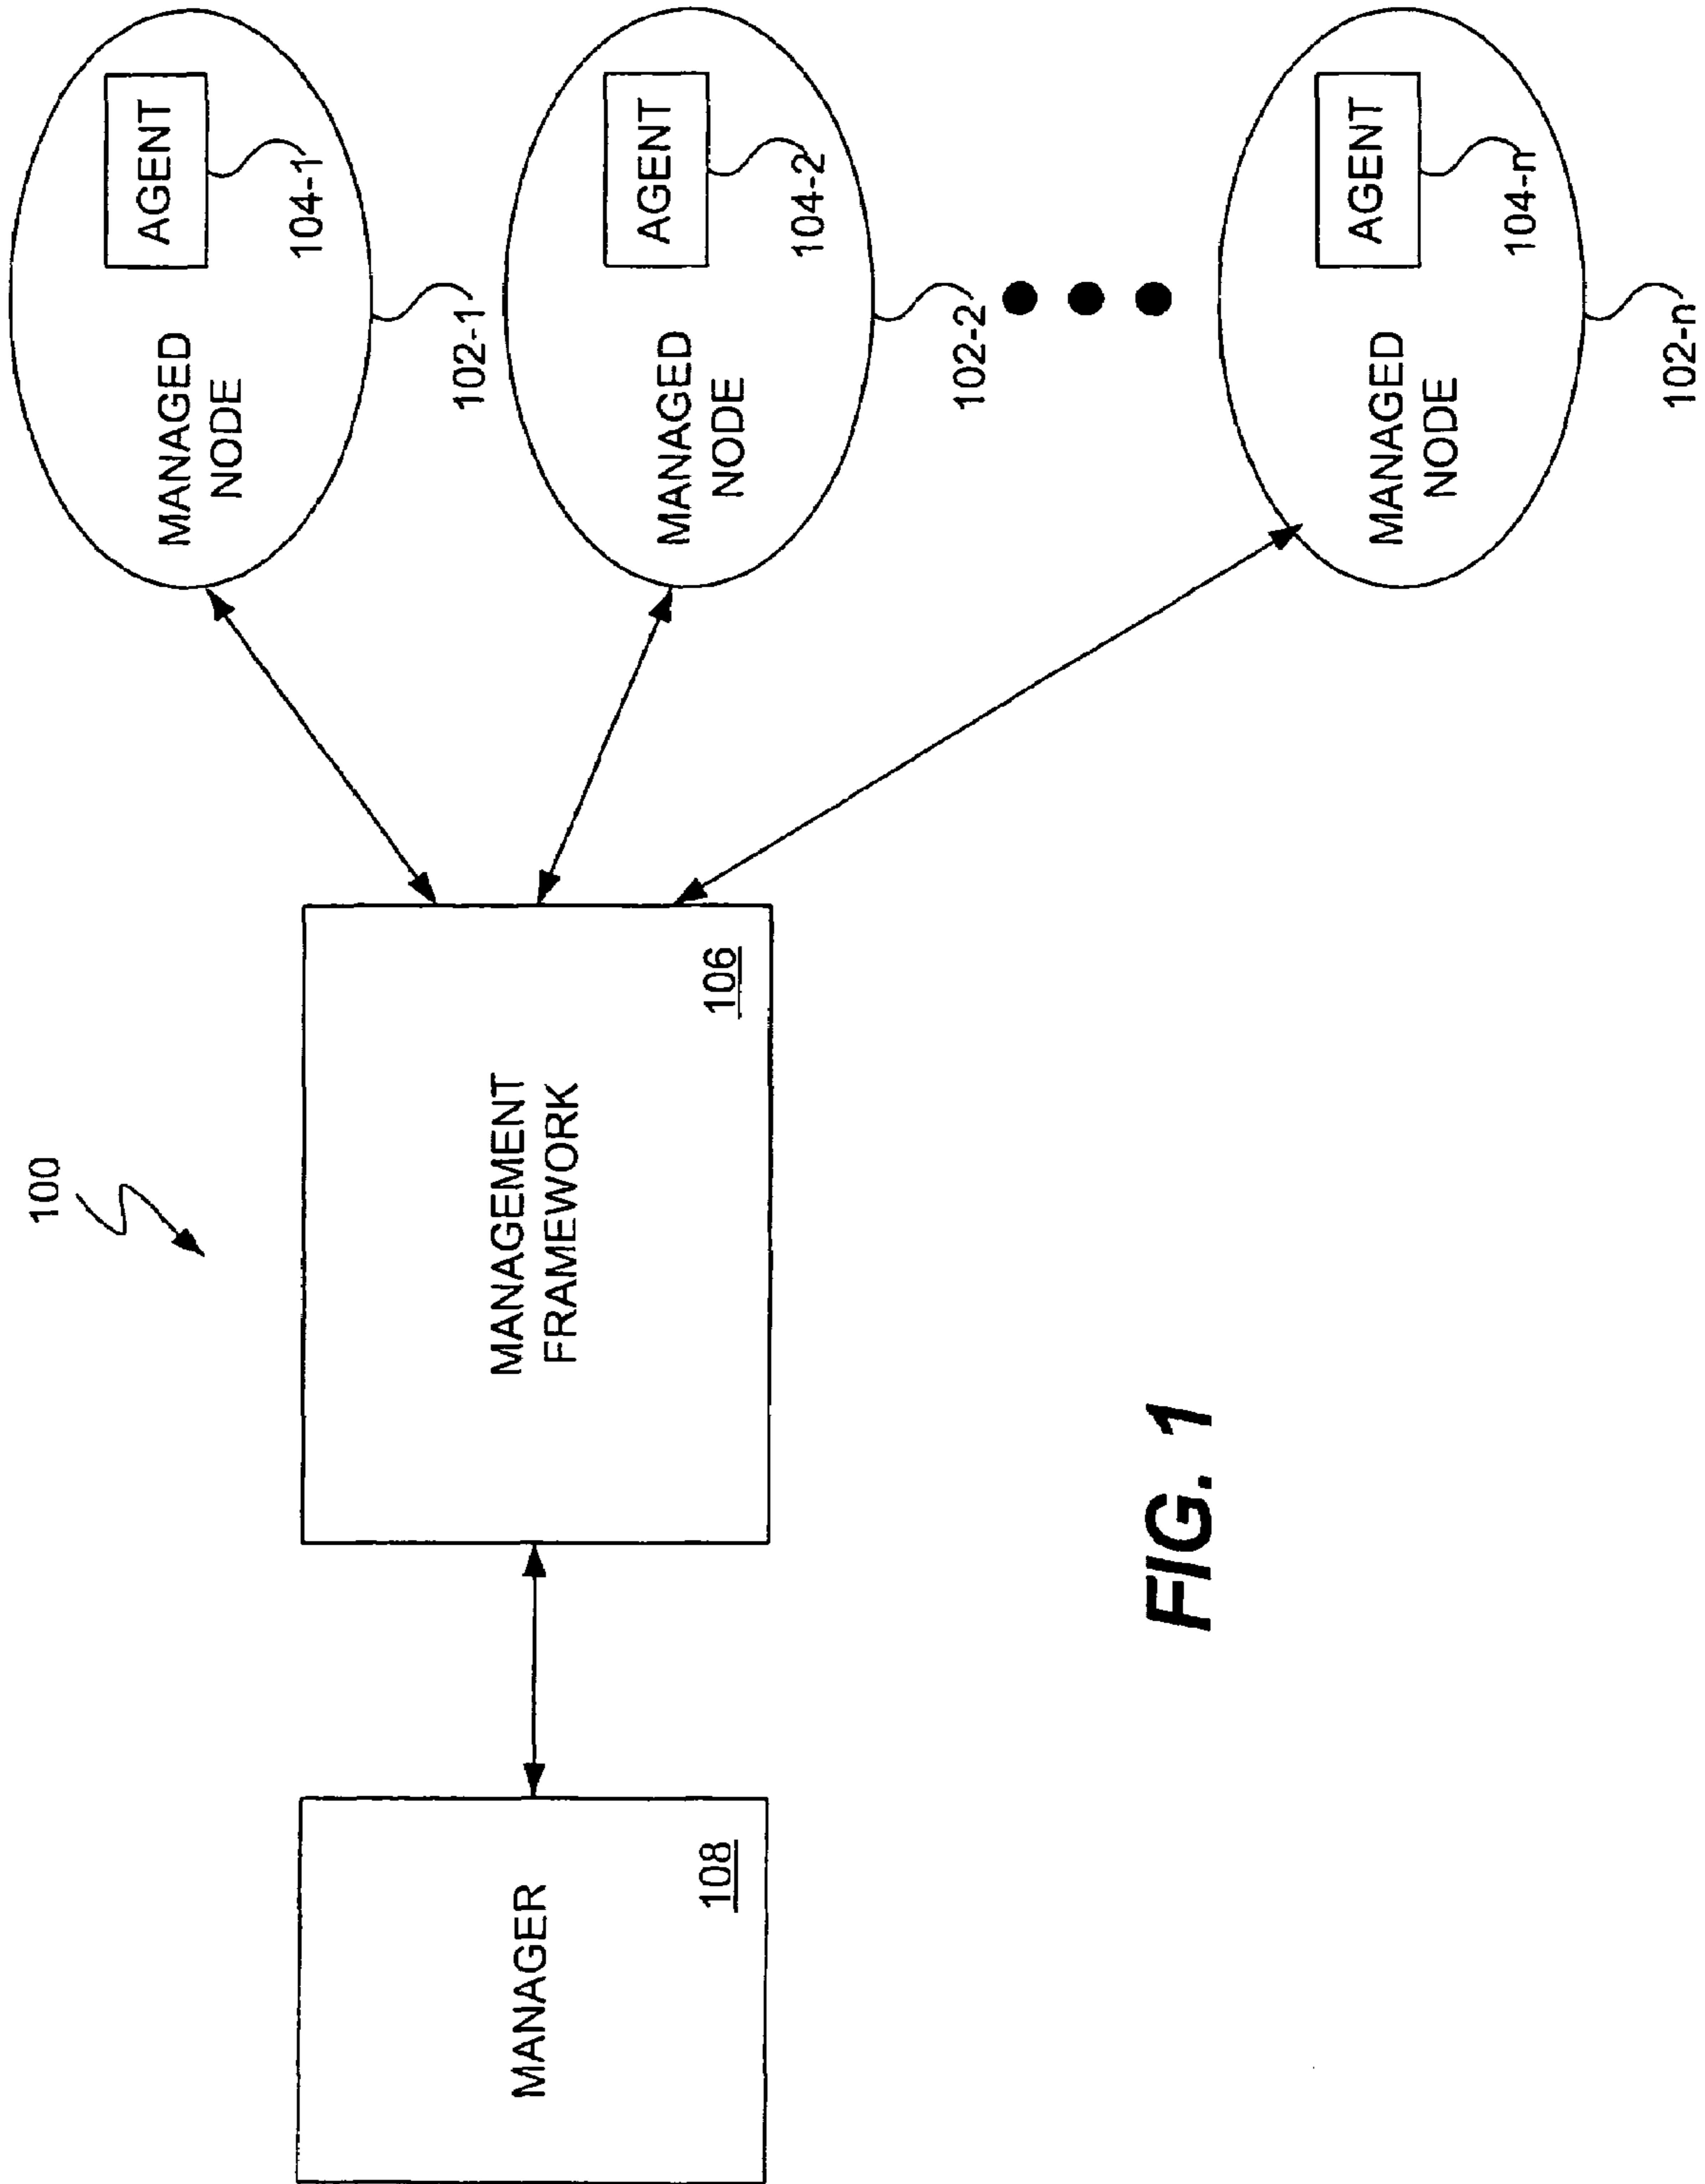 100
MANAGER
108
MANAGEMENT
FRAMEWORK
106
MANAGED
NODE
AGENT
104-1
102-1
MANAGED
NODE
AGENT
104-2
102-2
MANAGED
NODE
AGENT
104-n
102-n
FIG. 1